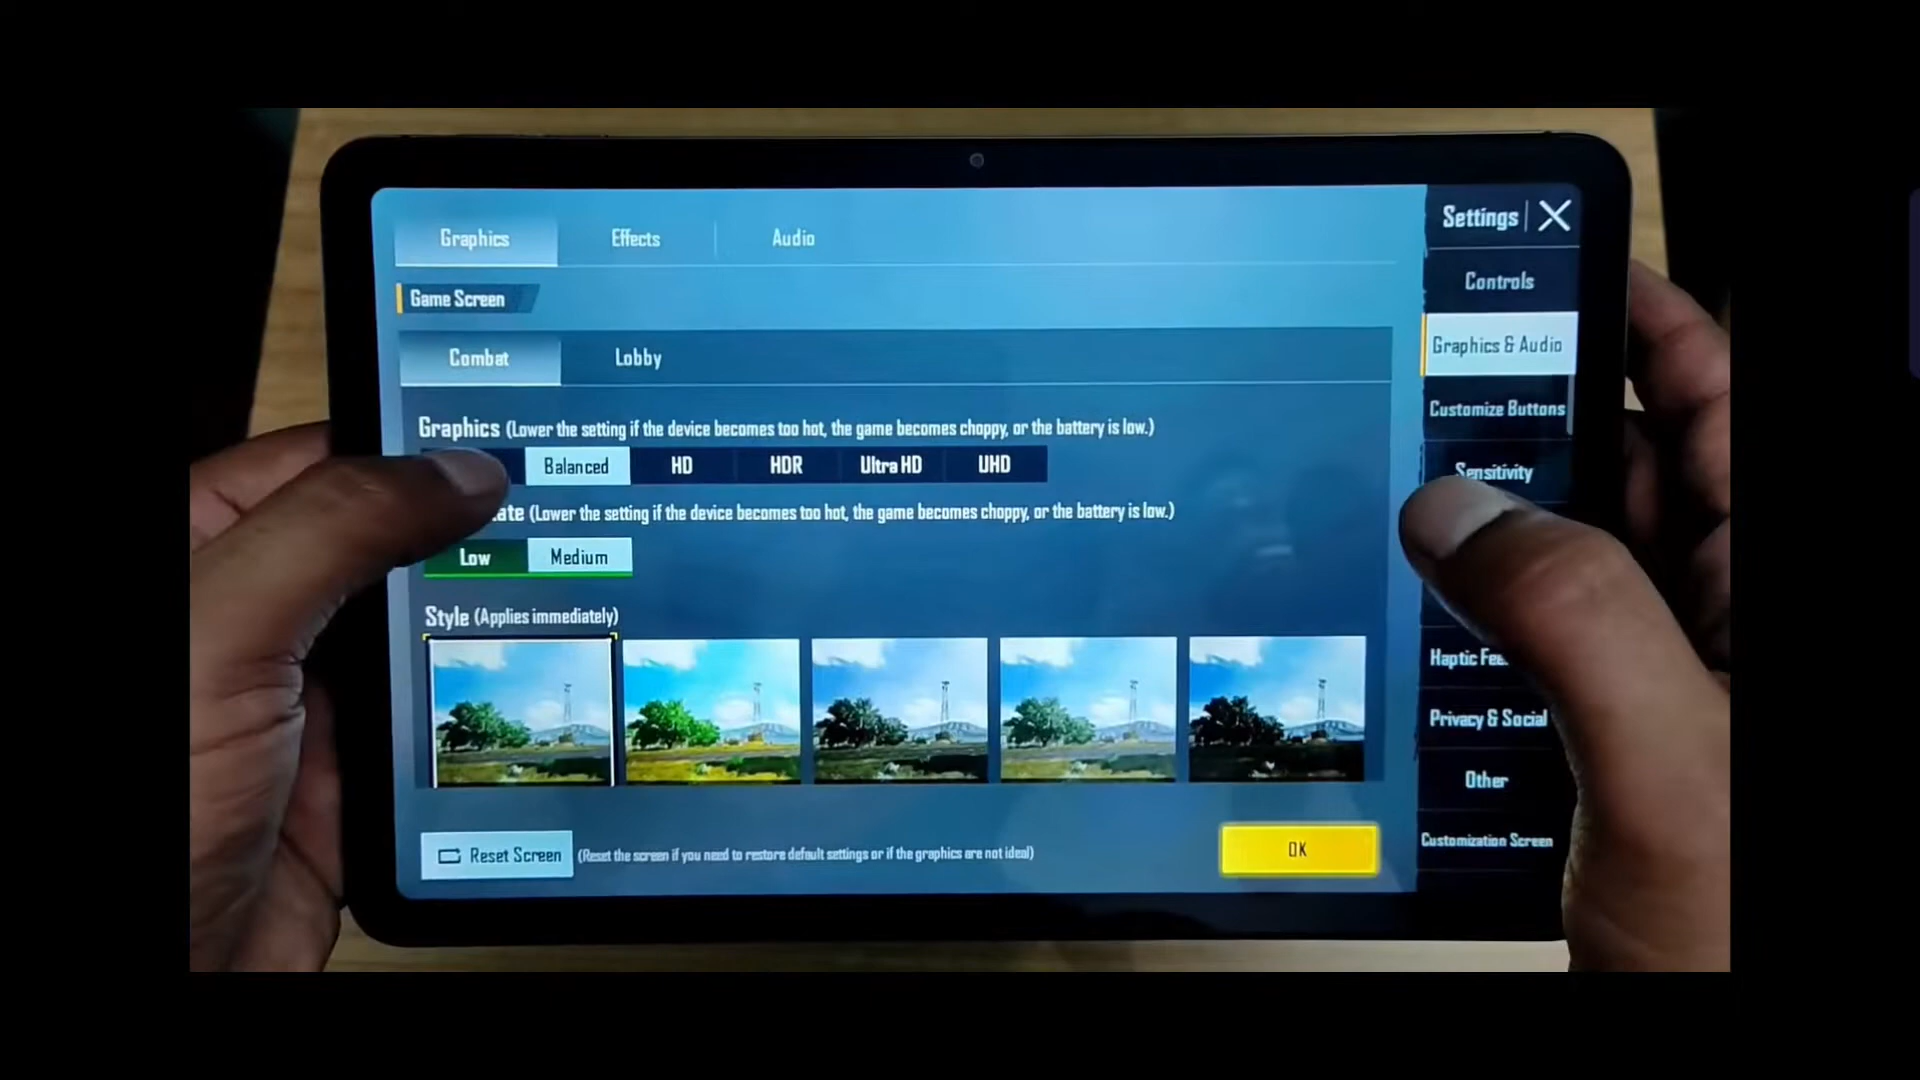 Graphics Effects Audio
Settings
Game Screen
Controls
Combat Lobby
Graphics & Audio
Customize Buttons
Graphics (Lower the setting if the device becomes too hot, the game becomes choppy, or the battery is low.)
Balanced HD HDR Ultra HD UHD
Sensitivity
(Lower the setting if the device becomes too hot, the game becomes choppy, or the battery is low.)
Low Medium
Style (Applies immediately)
Haptic
Privacy & Social
Other
Customization Screen
Reset Screen (Reset the screen if you need to restore default settings or if the graphics are not ideal)
OK